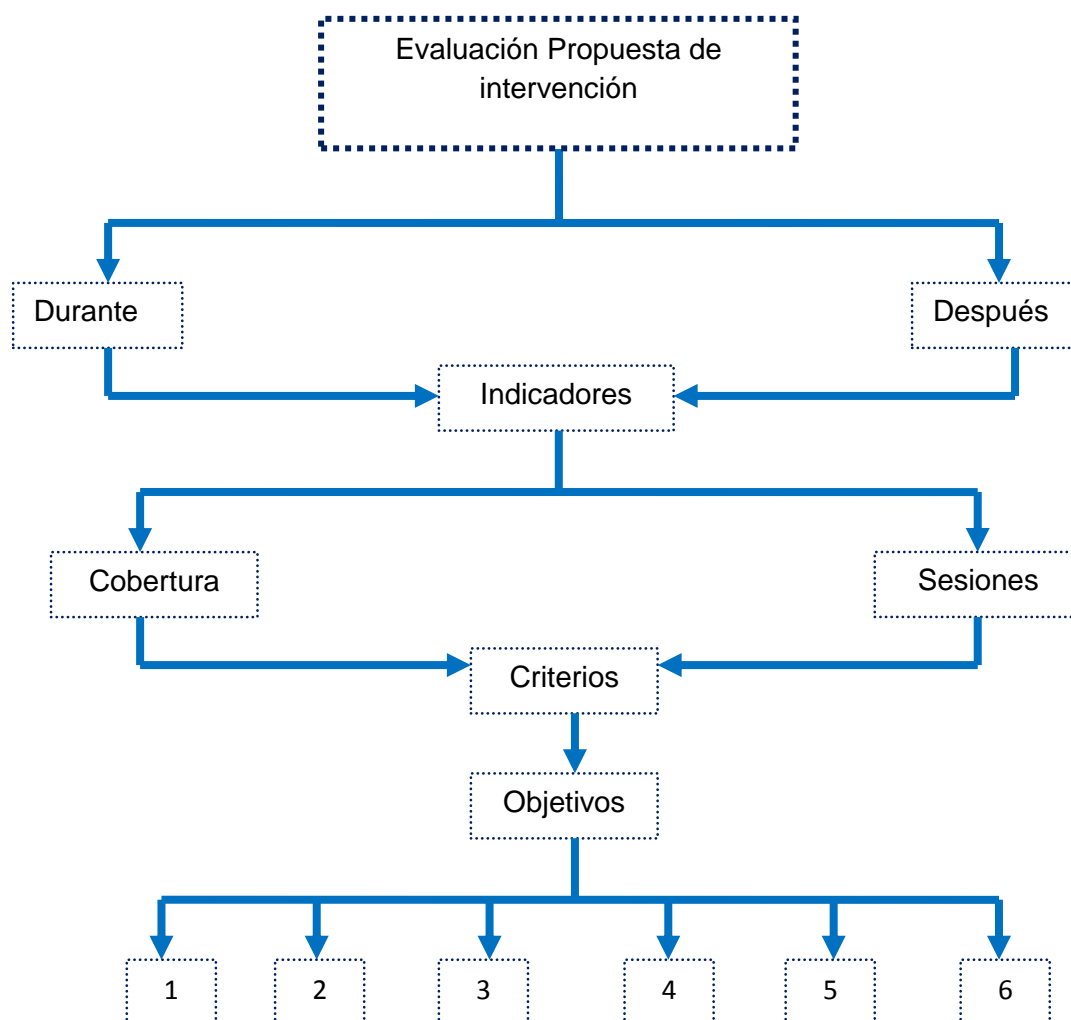 Evaluación Propuesta de
intervención
Durante
Después
Indicadores
Cobertura
Sesiones
Criterios
Objetivos
1
2
3
4
5
6